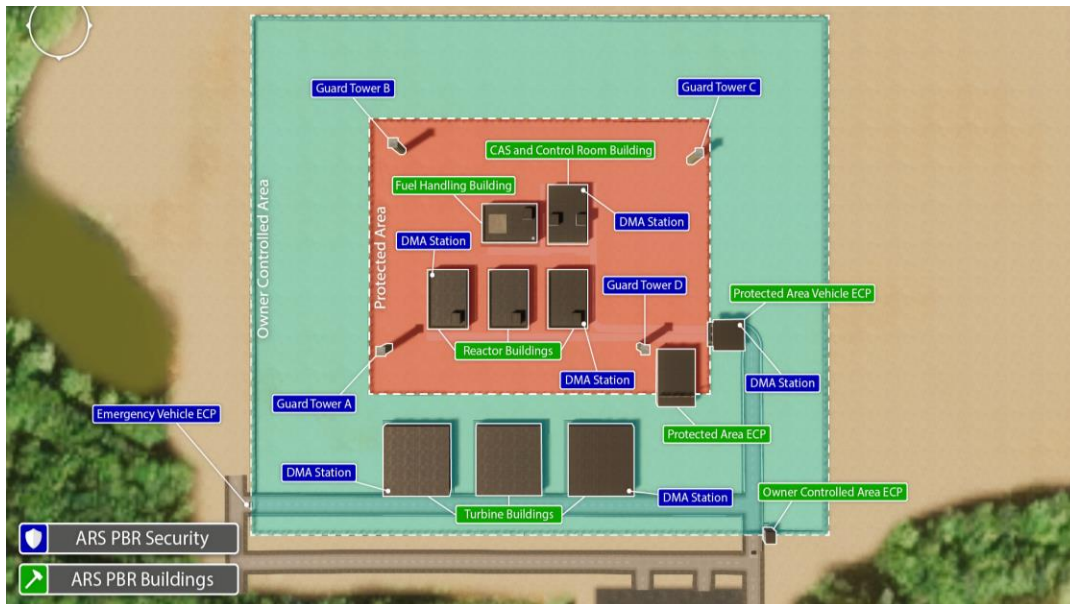 Guard Tower B
Guard Tower C
CAS and Control Room Building
Fuel Handling Building
Owner Controlled Area
Protected Area
DMA Station
DMA Station
Guard Tower D
Protected Area Vehicle ECP
Reactor Buildings
DMA Station
DMA Station
Guard Tower A
Emergency Vehicle ECP
Protected Area ECP
DMA Station
DMA Station
Owner Controlled Area ECP
Turbine Buildings
ARS PBR Security
ARS PBR Buildings